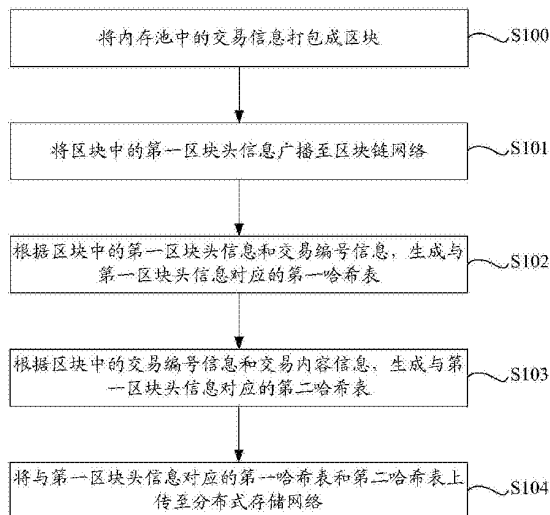 将内存池中的交易信息打包成区块
S100
将区块中的第一区块头信息广播至区块链网络
S101
根据区块中的第一区块头信息和交易编号信息，生成与
第一区块头信息对应的第一哈希表
S102
根据区块中的交易编号信息和交易内容信息，生成与第
一区块头信息对应的第二哈希表
S103
将与第一区块头信息对应的第一哈希表和第二哈希表上
传至分布式存储网络
S104